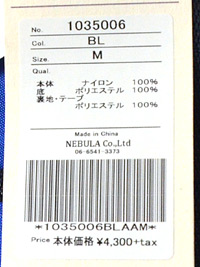 No. 1035006
Col. BL
Size. M
Qual.
本体 ナイロン 100%
底 ポリエステル 100%
裏地・テープ
ポリエステル 100%
Made in China
NEBULA Co.,Ltd
06-6541-3373
*1035006BLAAM*
Price 本体価格 ¥4,300+tax